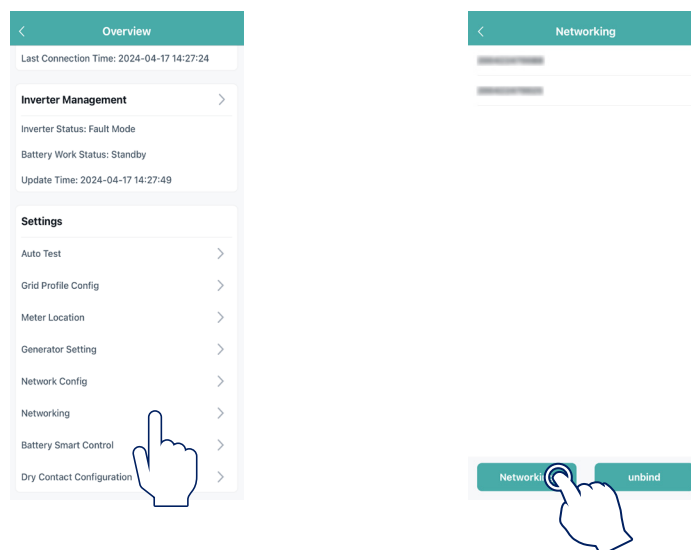 Overview
Last Connection Time: 2024-04-17 14:27:24
Inverter Management
Inverter Status: Fault Mode
Battery Work Status: Standby
Update Time: 2024-04-17 14:27:49
Settings
Auto Test
Grid Profile Config
Meter Location
Generator Setting
Network Config
Networking
Battery Smart Control
Dry Contact Configuration
Networking
Networking
unbind